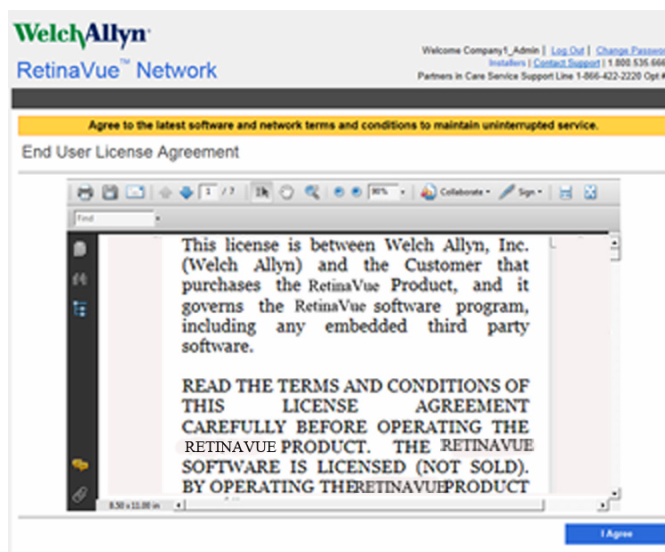 WelchAllyn
Welcome Company1_Admin | Log Out | Change Passwo
RetinaVue™ Network
Installers | Contact Support | 1.800.535.666
Partners in Care Service Support Line 1-866-422-2220 Opt #
Agree to the latest software and network terms and conditions to maintain uninterrupted service.
End User License Agreement
1 / 7 90% Collaborate Sign
Find
This license is between Welch Allyn, Inc.
(Welch Allyn) and the Customer that
purchases the RetinaVue Product, and it
governs the RetinaVue software program,
including any embedded third party
software.
READ THE TERMS AND CONDITIONS OF
THIS LICENSE AGREEMENT
CAREFULLY BEFORE OPERATING THE
RETINAVUE PRODUCT. THE RETINAVUE
SOFTWARE IS LICENSED (NOT SOLD).
BY OPERATING THE RETINAVUE PRODUCT
8.50 x 11.00 in
I Agree